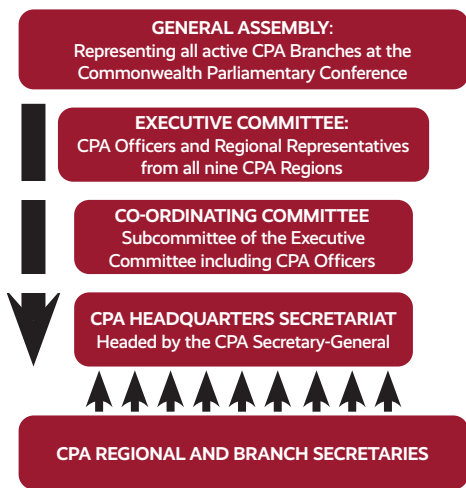 GENERAL ASSEMBLY:
Representing all active CPA Branches at the
Commonwealth Parliamentary Conference
EXECUTIVE COMMITTEE:
CPA Officers and Regional Representatives
from all nine CPA Regions
CO-ORDINATING COMMITTEE
Subcommittee of the Executive
Committee including CPA Officers
CPA HEADQUARTERS SECRETARIAT
Headed by the CPA Secretary-General
CPA REGIONAL AND BRANCH SECRETARIES